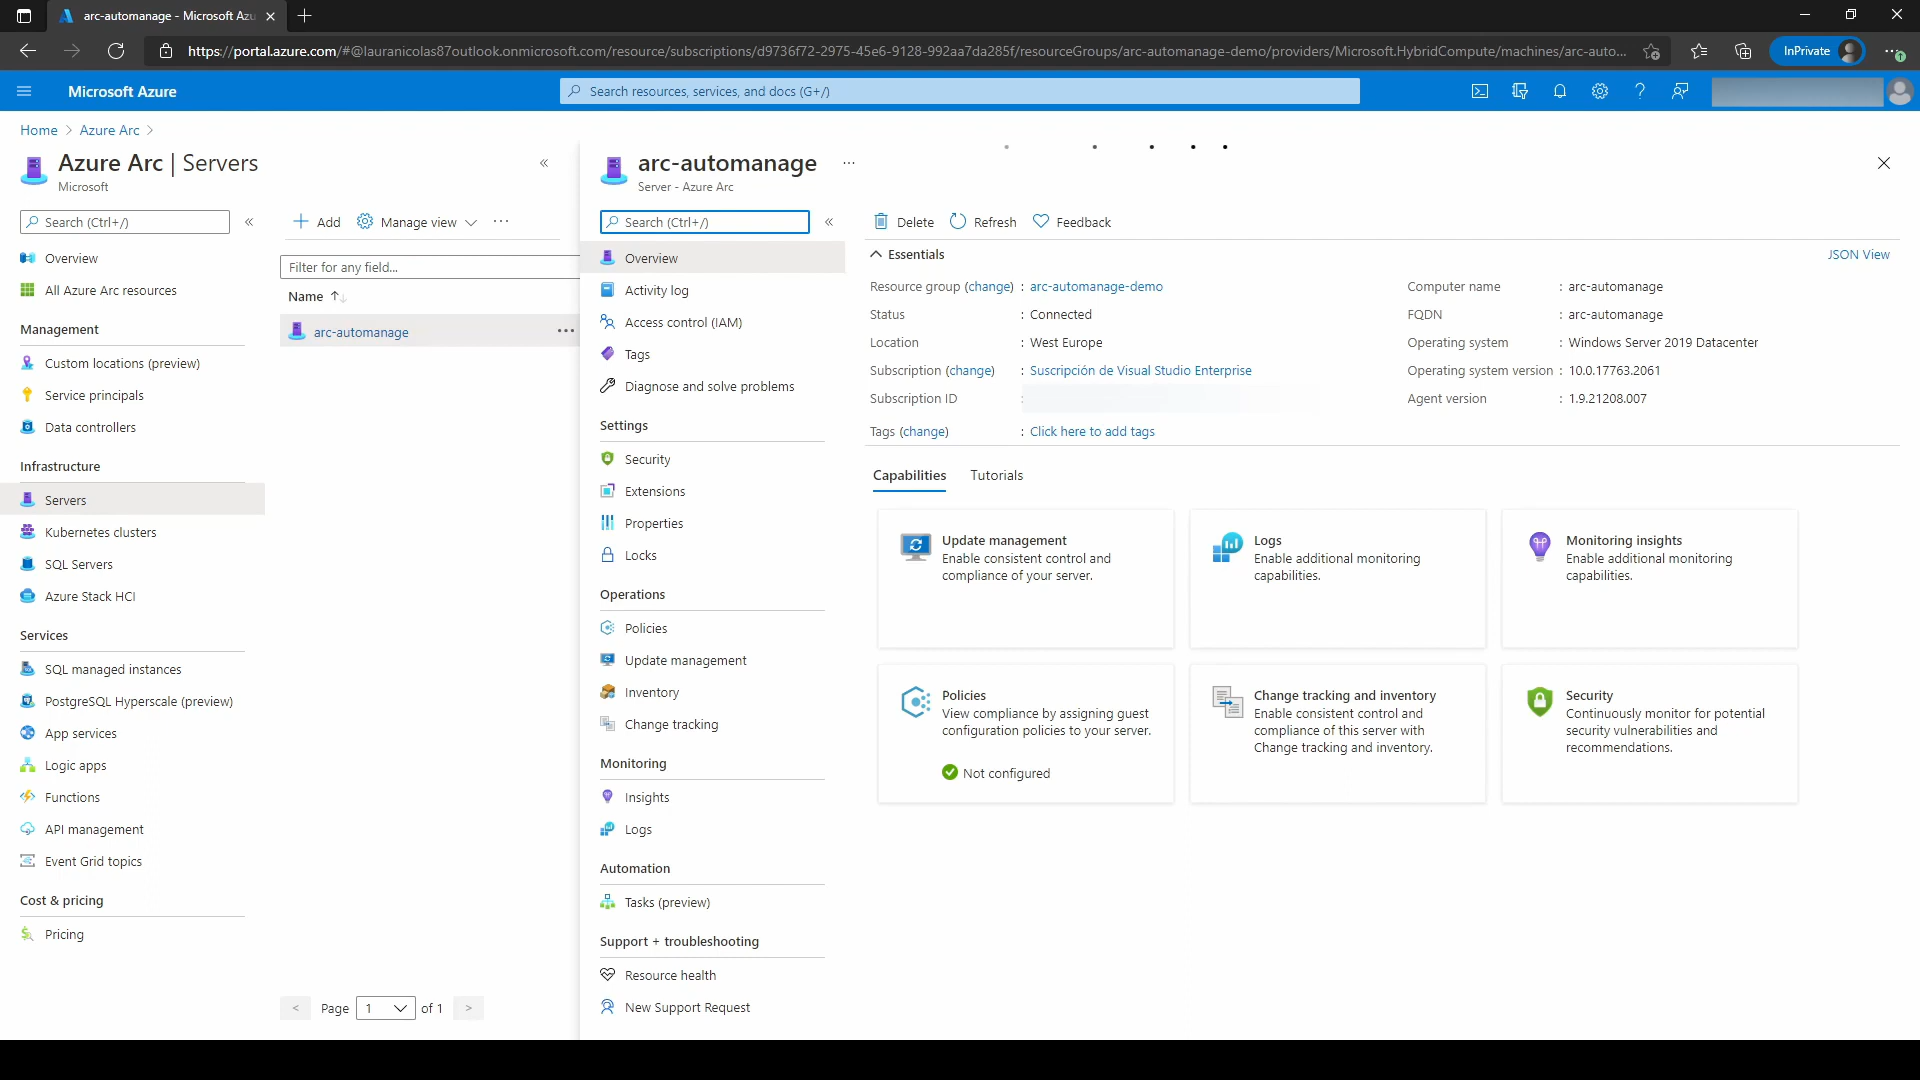 arc-automanage - Microsoft Azu
https://portal.azure.com/#@lauranicolas87outlook.onmicrosoft.com/resource/subscriptions/d9736f72-2975-45e6-9128-992aa7da285f/resourceGroups/arc-automanage-demo/providers/Microsoft.HybridCompute/machines/arc-auto...
InPrivate
Microsoft Azure
Search resources, services, and docs (G+/)
Home > Azure Arc >
Azure Arc | Servers
Microsoft
Search (Ctrl+/)
Overview
All Azure Arc resources
Management
Custom locations (preview)
Service principals
Data controllers
Infrastructure
Servers
Kubernetes clusters
SQL Servers
Azure Stack HCI
Services
SQL managed instances
PostgreSQL Hyperscale (preview)
App services
Logic apps
Functions
API management
Event Grid topics
Cost & pricing
Pricing
Add
Manage view
Filter for any field...
Name
arc-automanage
< Page 1 of 1 >
arc-automanage
Server - Azure Arc
Search (Ctrl+/)
Overview
Activity log
Access control (IAM)
Tags
Diagnose and solve problems
Settings
Security
Extensions
Properties
Locks
Operations
Policies
Update management
Inventory
Change tracking
Monitoring
Insights
Logs
Automation
Tasks (preview)
Support + troubleshooting
Resource health
New Support Request
Delete
Refresh
Feedback
Essentials
JSON View
Resource group (change) : arc-automanage-demo
Status : Connected
Location : West Europe
Subscription (change) : Suscripción de Visual Studio Enterprise
Subscription ID :
Tags (change) : Click here to add tags
Computer name : arc-automanage
FQDN : arc-automanage
Operating system : Windows Server 2019 Datacenter
Operating system version : 10.0.17763.2061
Agent version : 1.9.21208.007
Capabilities
Tutorials
Update management
Enable consistent control and
compliance of your server.
Logs
Enable additional monitoring
capabilities.
Monitoring insights
Enable additional monitoring
capabilities.
Policies
View compliance by assigning guest
configuration policies to your server.
Not configured
Change tracking and inventory
Enable consistent control and
compliance of this server with
Change tracking and inventory.
Security
Continuously monitor for potential
security vulnerabilities and
recommendations.